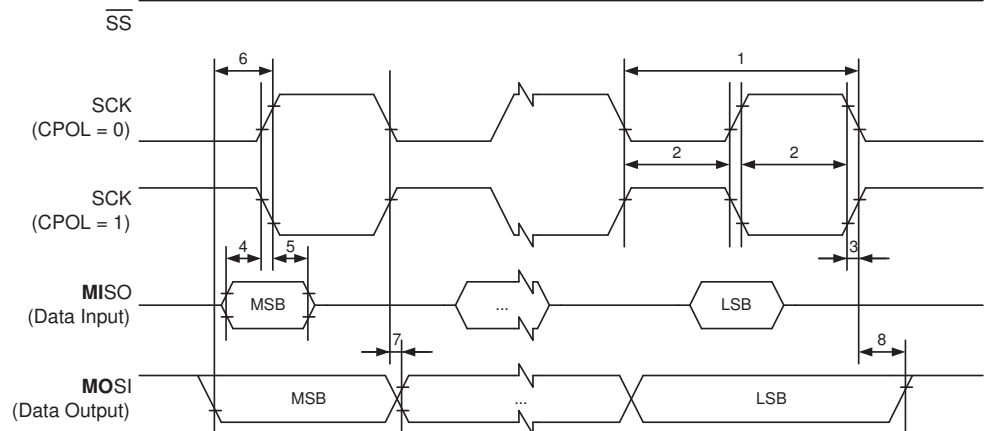 SS
6
1
SCK
(CPOL = 0)
2
2
SCK
(CPOL = 1)
4
5
3
MISO
(Data Input)
MSB
...
LSB
7
8
MOSI
(Data Output)
MSB
...
LSB